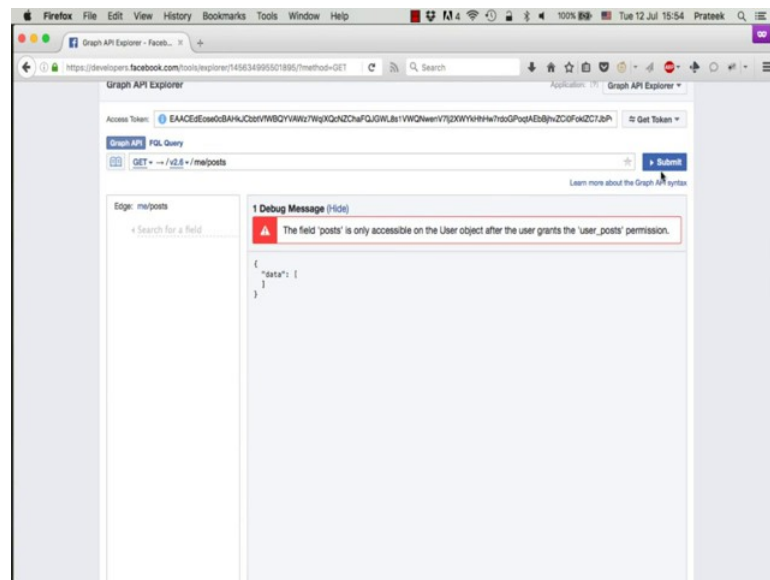 Firefox File Edit View History Bookmarks Tools Window Help 4 100% Tue 12 Jul 15:54 Prateek
Graph API Explorer - Faceb... × +
https://developers.facebook.com/tools/explorer/145634995501895/?method=GET Search
Graph API Explorer Application: [?] Graph API Explorer
Access Token: Get Token
Graph API FQL Query
GET → /v2.6 / me/posts Submit
Learn more about the Graph API syntax
Edge: me/posts
Search for a field
1 Debug Message (Hide)
The field 'posts' is only accessible on the User object after the user grants the 'user_posts' permission.
{
"data": [
]
}